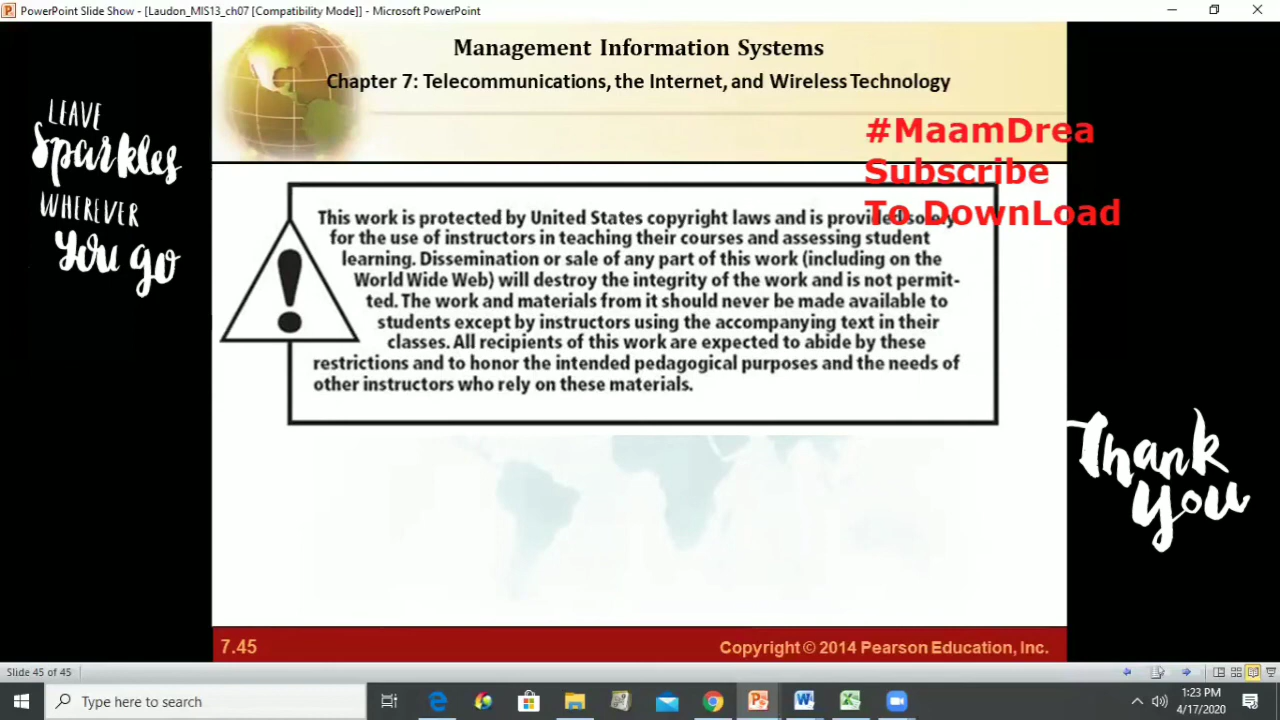 PowerPoint Slide Show - [Laudon_MIS13_ch07 [Compatibility Mode]] - Microsoft PowerPoint
Management Information Systems
Chapter 7: Telecommunications, the Internet, and Wireless Technology
LEAVE
Sparkles
WHEREVER
you go
#MaamDrea
Subscribe
To DownLoad
This work is protected by United States copyright laws and is provided solely
for the use of instructors in teaching their courses and assessing student
learning. Dissemination or sale of any part of this work (including on the
World Wide Web) will destroy the integrity of the work and is not permit-
ted. The work and materials from it should never be made available to
students except by instructors using the accompanying text in their
classes. All recipients of this work are expected to abide by these
restrictions and to honor the intended pedagogical purposes and the needs of
other instructors who rely on these materials.
Thank
you
7.45
Copyright © 2014 Pearson Education, Inc.
Slide 45 of 45
Type here to search
1:23 PM
4/17/2020